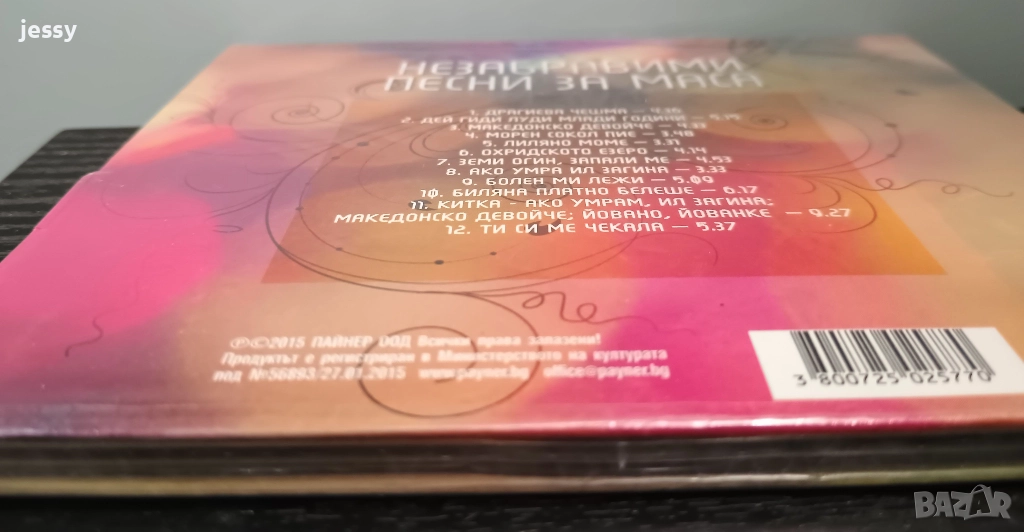 jessy
НЕЗАБРАВИМИ
ПЕСНИ ЗА МАСА
1. ДРАГИЕВА ЧЕШМА –
2. ДЕЙ ГИДИ ЛУДИ МЛАДИ ГОДИНИ –
3. МАКЕДОНСКО ДЕВОЙЧЕ –
4. МОРЕН СОКОЛ ПИЕ – 3.48
5. ЛИЛЯНО МОМЕ – 3.31
6. ОХРИДСКОТО ЕЗЕРО – 4.14
7. ЗЕМИ ОГИН, ЗАПАЛИ МЕ – 4.53
8. АКО УМРА ИЛ ЗАГИНА – 3.33
9. БОЛЕН МИ ЛЕЖИ – 5.09
10. БИЛЯНА ПЛАТНО БЕЛЕШЕ – 6.17
11. КИТКА – АКО УМРАМ, ИЛ ЗАГИНА;
МАКЕДОНСКО ДЕВОЙЧЕ; ЙОВАНО, ЙОВАНКЕ – 9.27
12. ТИ СИ МЕ ЧЕКАЛА – 5.37
℗©2015 ПАЙНЕР ООД Всички права запазени!
Продуктът е регистриран в Министерството на културата
под №56893/27.01.2015 www.payner.bg office@payner.bg
3 800725 025770
BAZAR